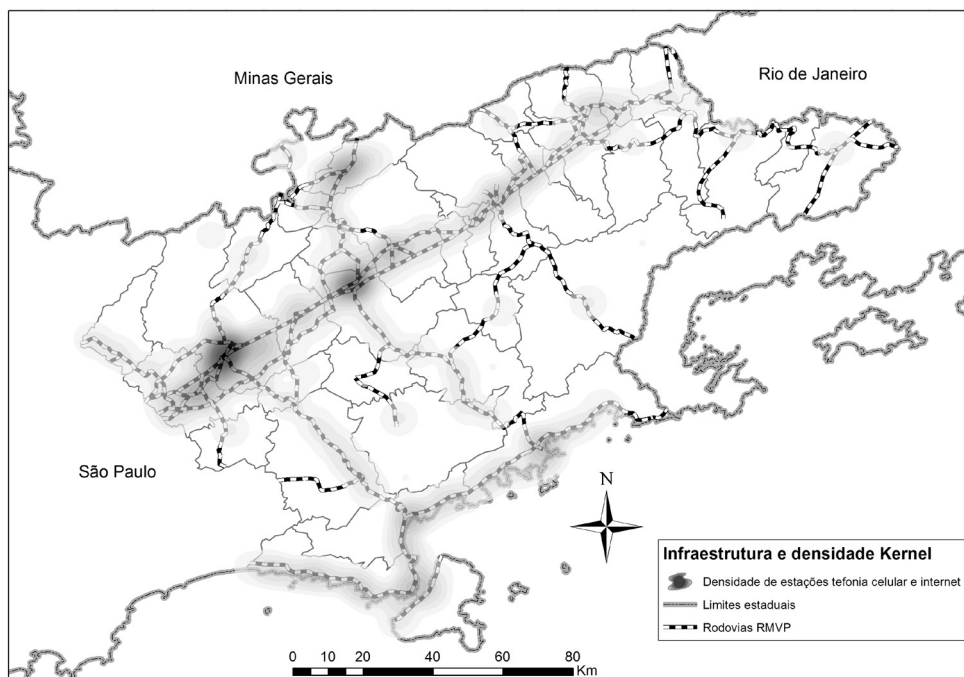 Minas Gerais
Rio de Janeiro
São Paulo
N
Infraestrutura e densidade Kernel
Densidade de estações tefonia celular e internet
Limites estaduais
Rodovias RMVP
0 5 10 20 40 60 80
Km